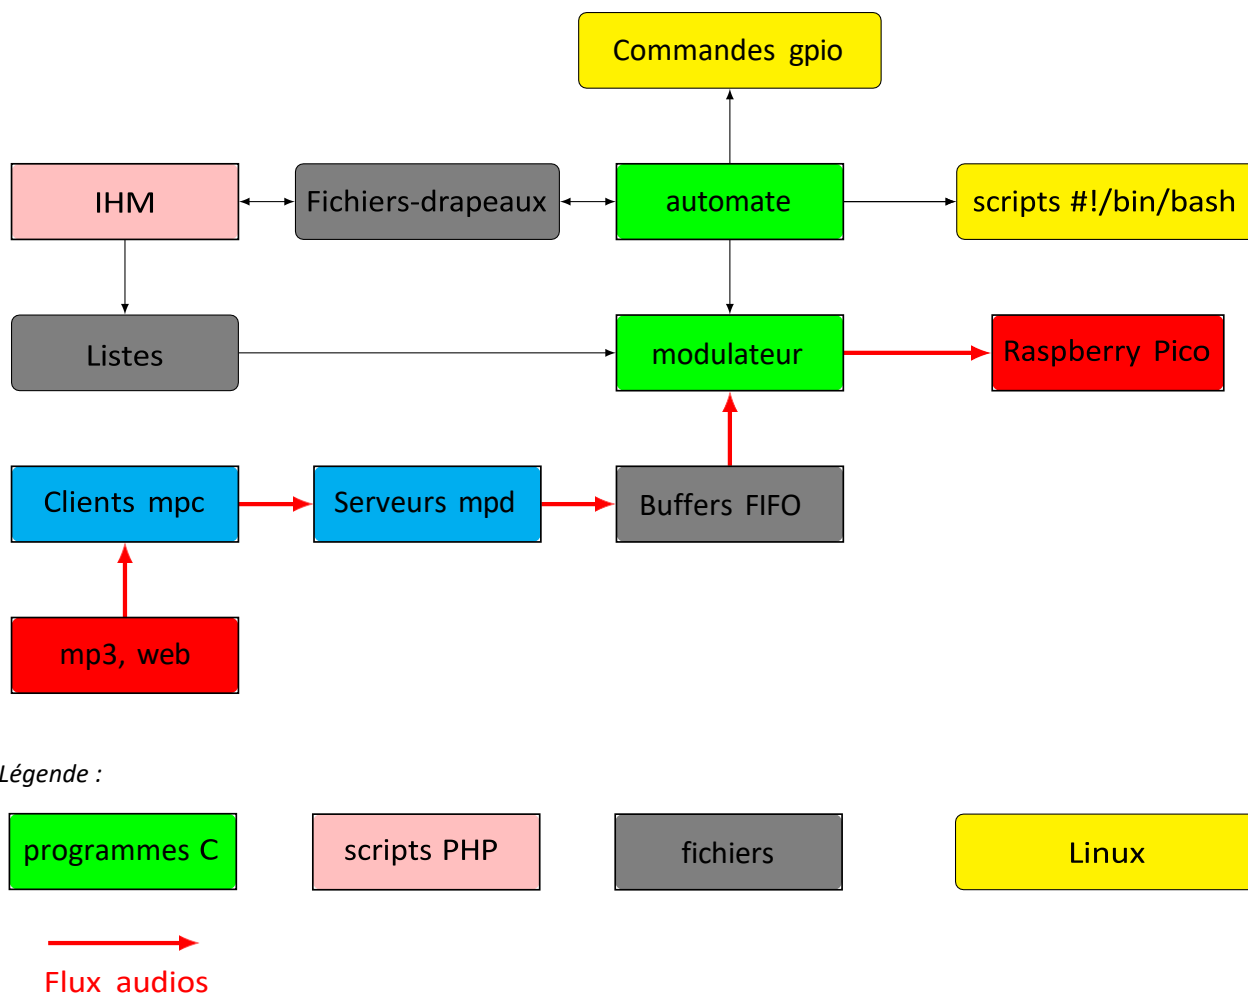 Commandes gpio
IHM
Fichiers-drapeaux
automate
scripts #!/bin/bash
Listes
modulateur
Raspberry Pico
Clients mpc
Serveurs mpd
Buffers FIFO
mp3, web
Légende :
programmes C
scripts PHP
fichiers
Linux
Flux audios